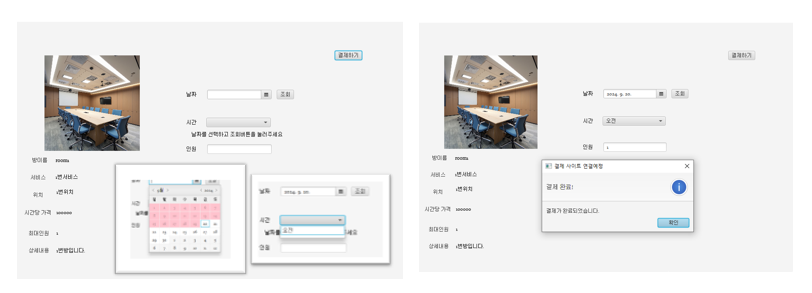 결제하기
날짜
조회
시간
날짜를 선택하고 조회버튼을 눌러주세요
인원
방이름 rooma
서비스 1번서비스
위치 1번위치
시간당 가격 100000
최대인원 1
상세내용 1번방입니다.
날짜 2024. 9. 20. 조회
시간
오전
인원
결제하기
날짜 2024. 9. 20. 조회
시간 오전
인원 1
방이름 rooma
서비스 1번서비스
위치 1번위치
시간당 가격 100000
최대인원 1
상세내용 1번방입니다.
결제 사이트 연결예정
결제 완료!
결제가 완료되었습니다.
확인